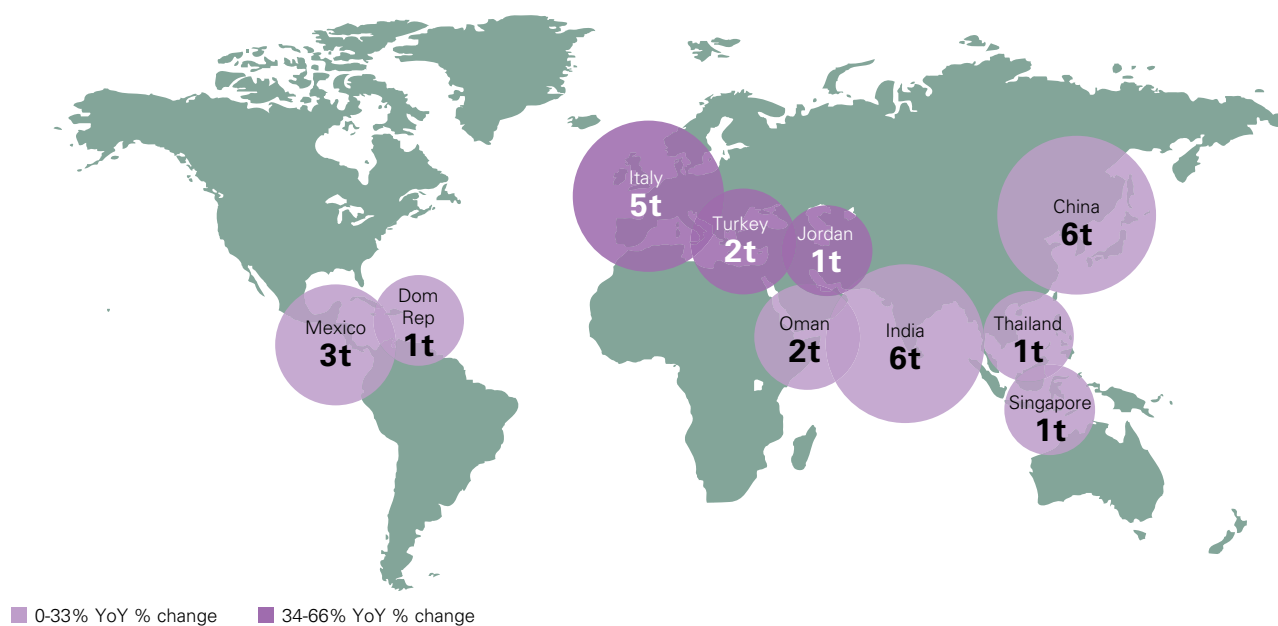 Italy
5t
Turkey
2t
Jordan
1t
China
6t
Dom
Rep
1t
Mexico
3t
Oman
2t
India
6t
Thailand
1t
Singapore
1t
0-33% YoY % change
34-66% YoY % change